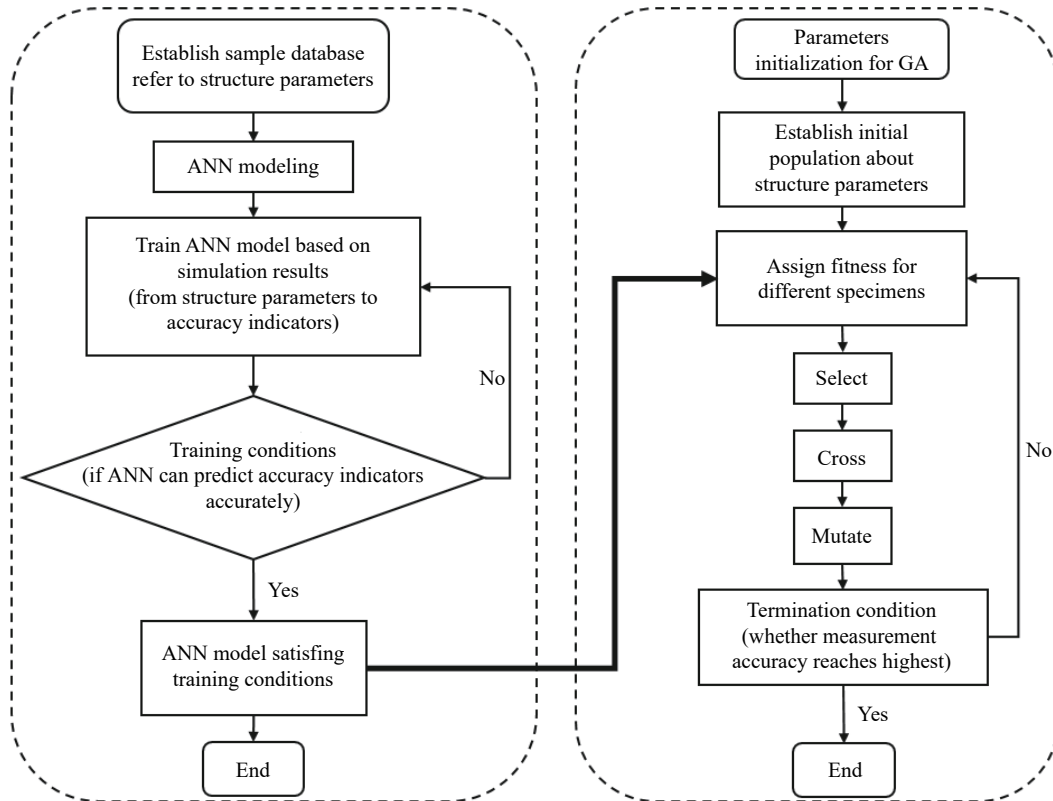 Establish sample database
refer to structure parameters
ANN modeling
Train ANN model based on
simulation results
(from structure parameters to
accuracy indicators)
No
Training conditions
(if ANN can predict accuracy indicators
accurately)
Yes
ANN model satisfing
training conditions
End
Parameters
initialization for GA
Establish initial
population about
structure parameters
Assign fitness for
different specimens
Select
Cross
No
Mutate
Termination condition
(whether measurement
accuracy reaches highest)
Yes
End